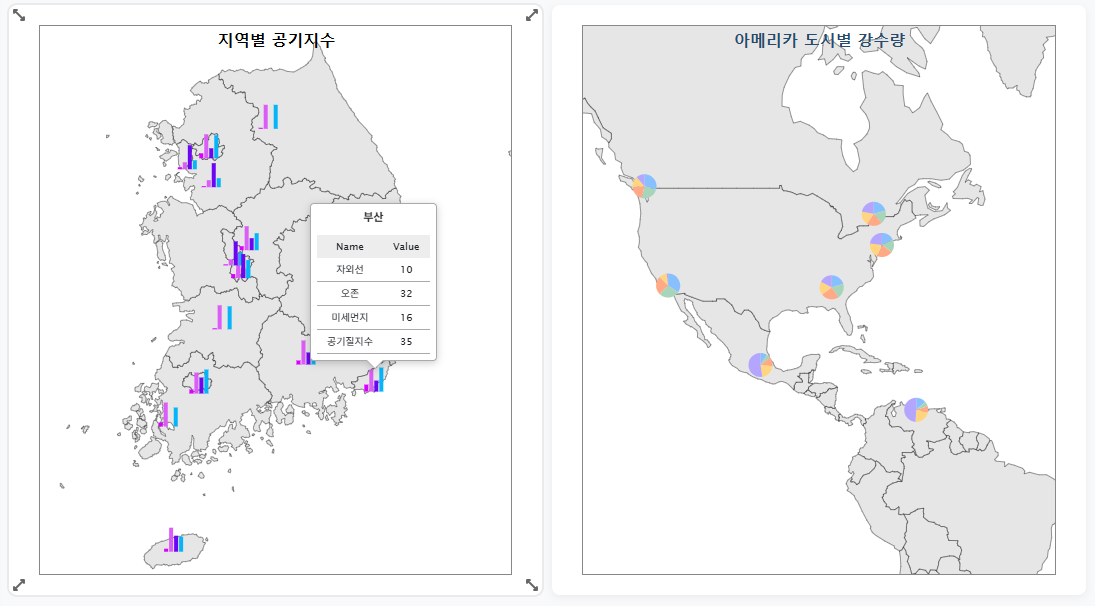 지역별 공기지수
부산
Name Value
자외선 10
오존 32
미세먼지 16
공기질지수 35
아메리카 도시별 강수량